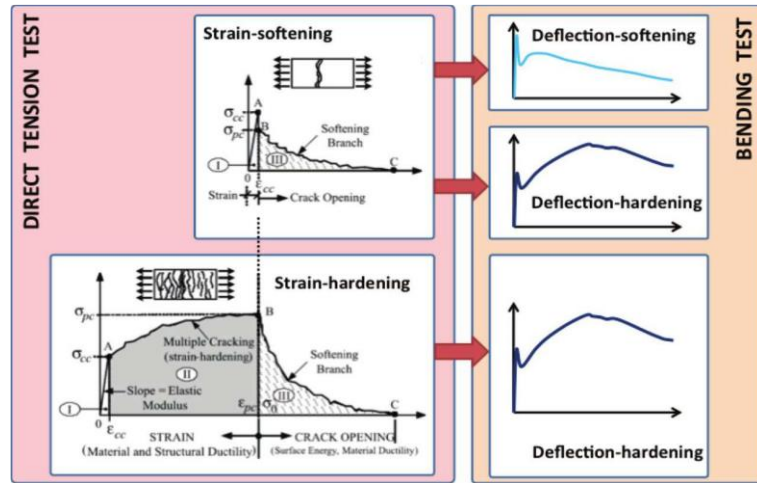 DIRECT TENSION TEST
Strain-softening
σcc
A
σpc
B
Softening
Branch
I
III
C
0
εcc
Strain
Crack Opening
Strain-hardening
σpc
B
Multiple Cracking
(strain-hardening)
A
σcc
II
Softening
Branch
Slope = Elastic
Modulus
I
εpc
III
C
0
εcc
STRAIN
CRACK OPENING
(Material and Structural Ductility)
(Surface Energy, Material Ductility)
BENDING TEST
Deflection-softening
Deflection-hardening
Deflection-hardening